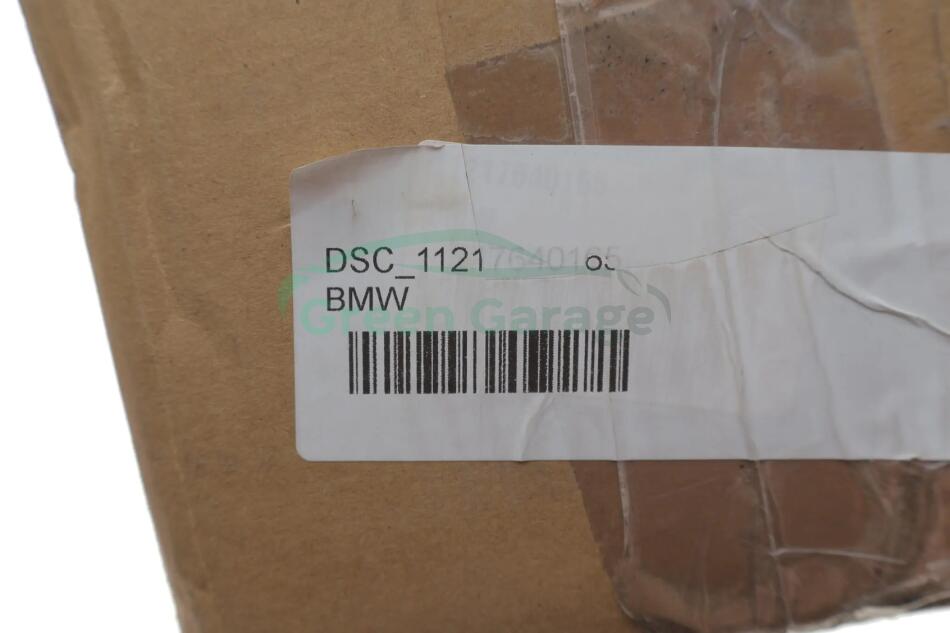 DSC_1121
BMW
Green Garage